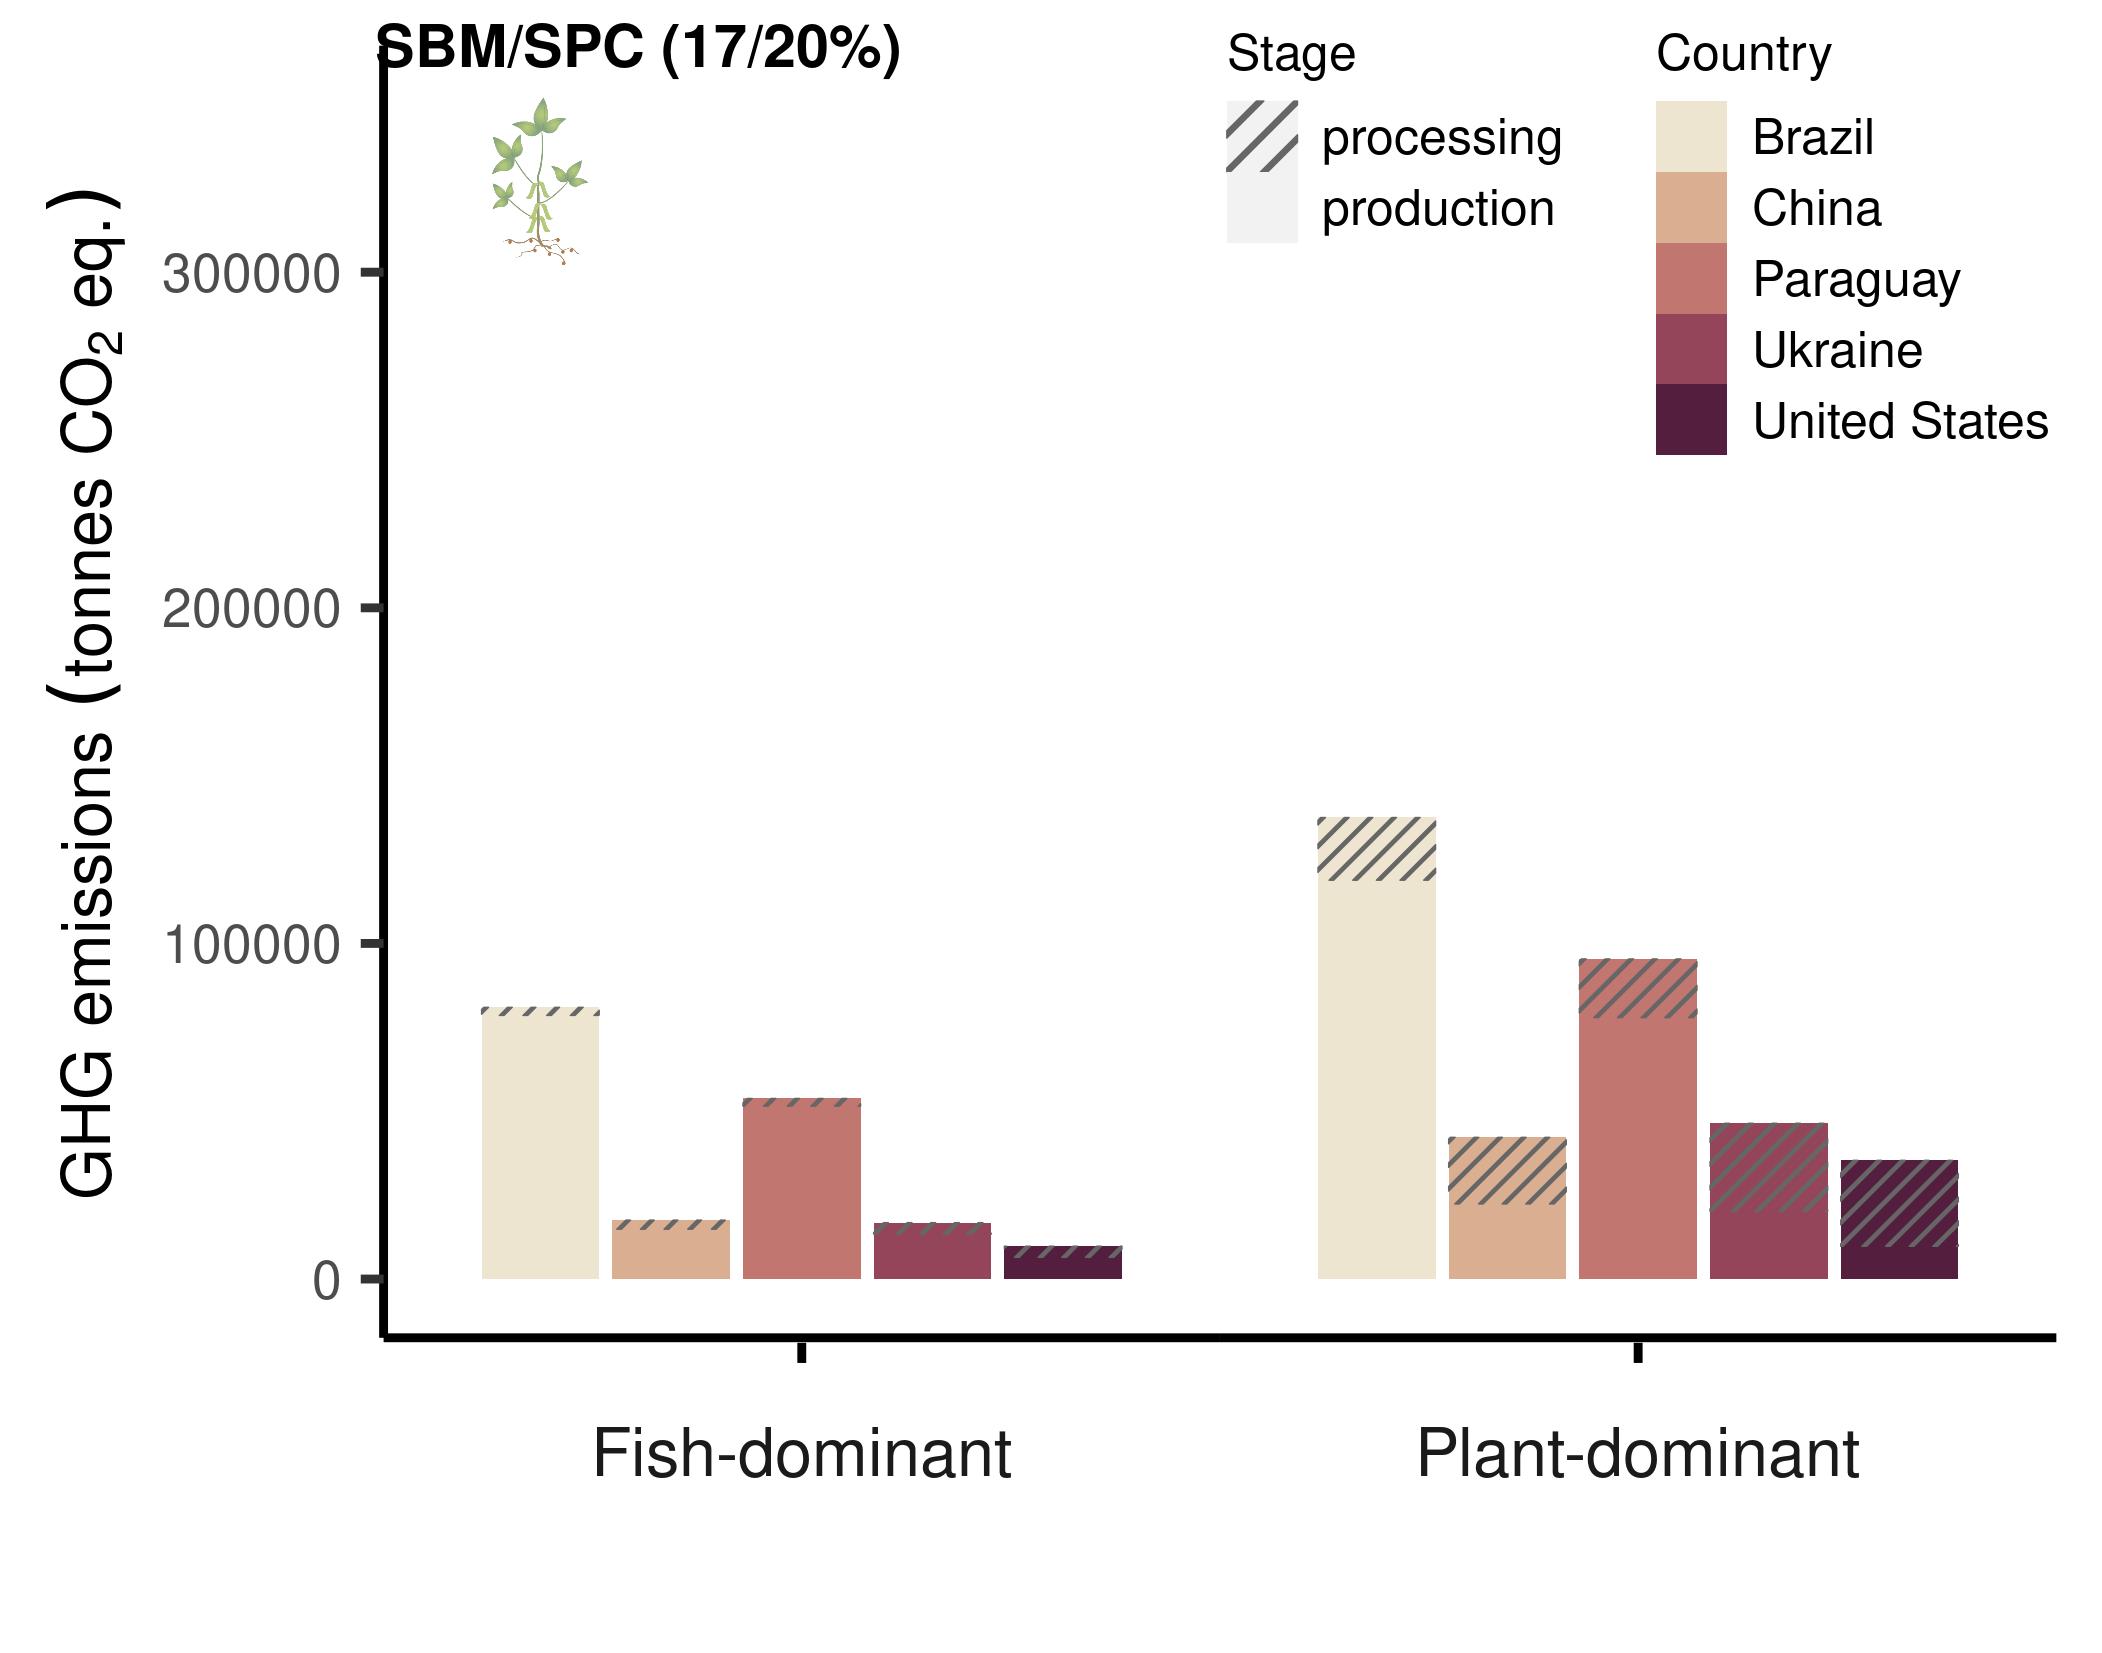 SBM/SPC (17/20%)
Stage
processing
production
Country
Brazil
China
Paraguay
Ukraine
United States
GHG emissions (tonnes CO₂ eq.)
300000
200000
100000
0
Fish-dominant
Plant-dominant